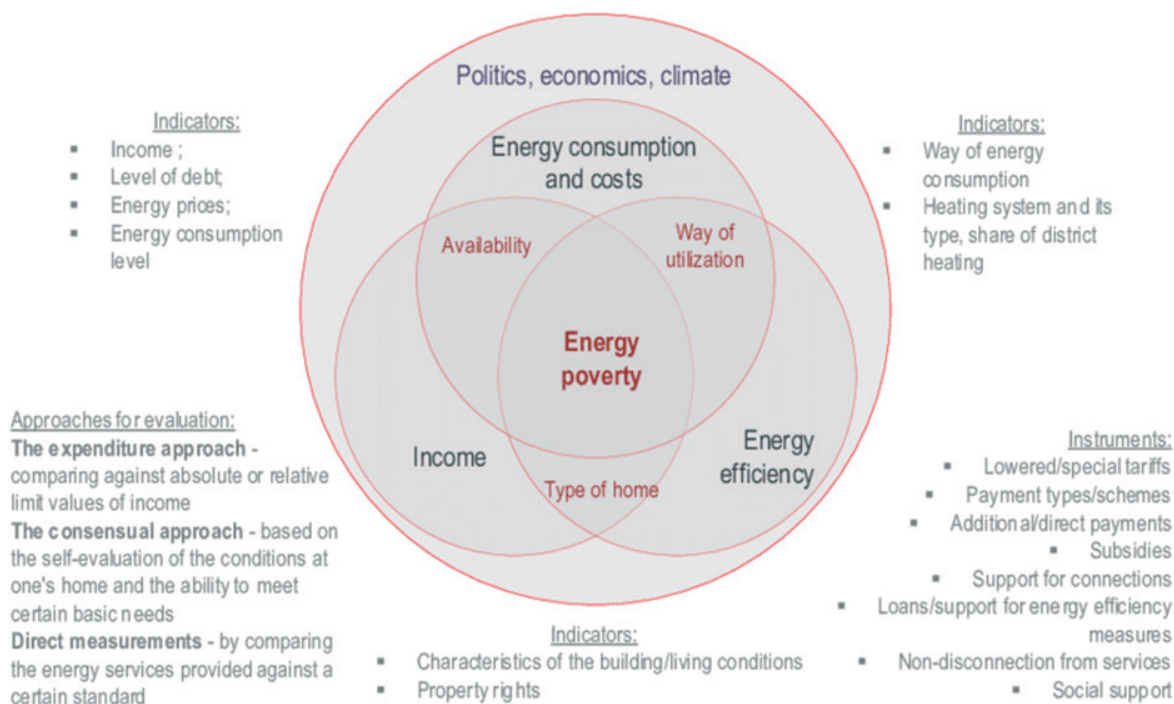 Politics, economics, climate
Energy consumption
and costs
Availability
Way of
utilization
Energy
poverty
Income
Energy
efficiency
Type of home
Indicators:
▪ Income ;
▪ Level of debt;
▪ Energy prices;
▪ Energy consumption
level
Indicators:
▪ Way of energy
consumption
▪ Heating system and its
type, share of district
heating
Approaches for evaluation:
The expenditure approach -
comparing against absolute or relative
limit values of income
The consensual approach - based on
the self-evaluation of the conditions at
one's home and the ability to meet
certain basic needs
Direct measurements - by comparing
the energy services provided against a
certain standard
Indicators:
▪ Characteristics of the building/living conditions
▪ Property rights
Instruments:
▪ Lowered/special tariffs
▪ Payment types/schemes
▪ Additional/direct payments
▪ Subsidies
▪ Support for connections
▪ Loans/support for energy efficiency
measures
▪ Non-disconnection from services
▪ Social support